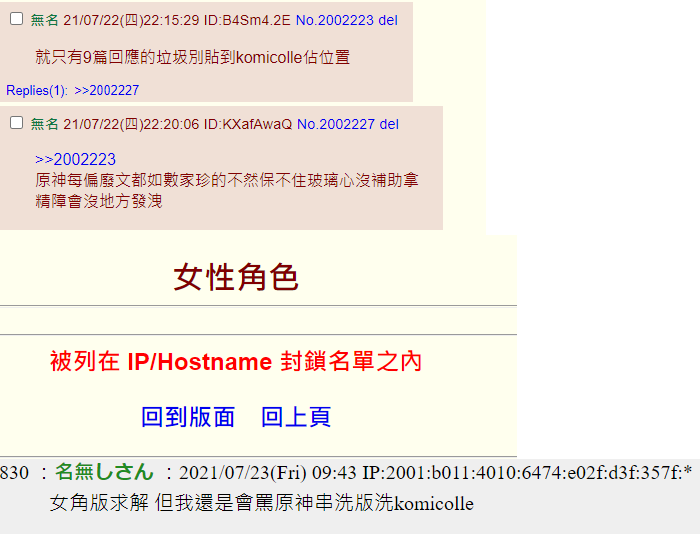 無名 21/07/22(四)22:15:29 ID:B4Sm4.2E No.2002223 del
就只有9篇回應的垃圾別貼到komicolle佔位置
Replies(1): >>2002227
無名 21/07/22(四)22:20:06 ID:KXafAwaQ No.2002227 del
>>2002223
原神每偏廢文都如數家珍的不然保不住玻璃心沒補助拿
精障會沒地方發洩
女性角色
被列在 IP/Hostname 封鎖名單之內
回到版面 回上頁
830 ：名無しさん ：2021/07/23(Fri) 09:43 IP:2001:b011:4010:6474:e02f:d3f:357f:*
女角版求解 但我還是會罵原神串洗版洗komicolle